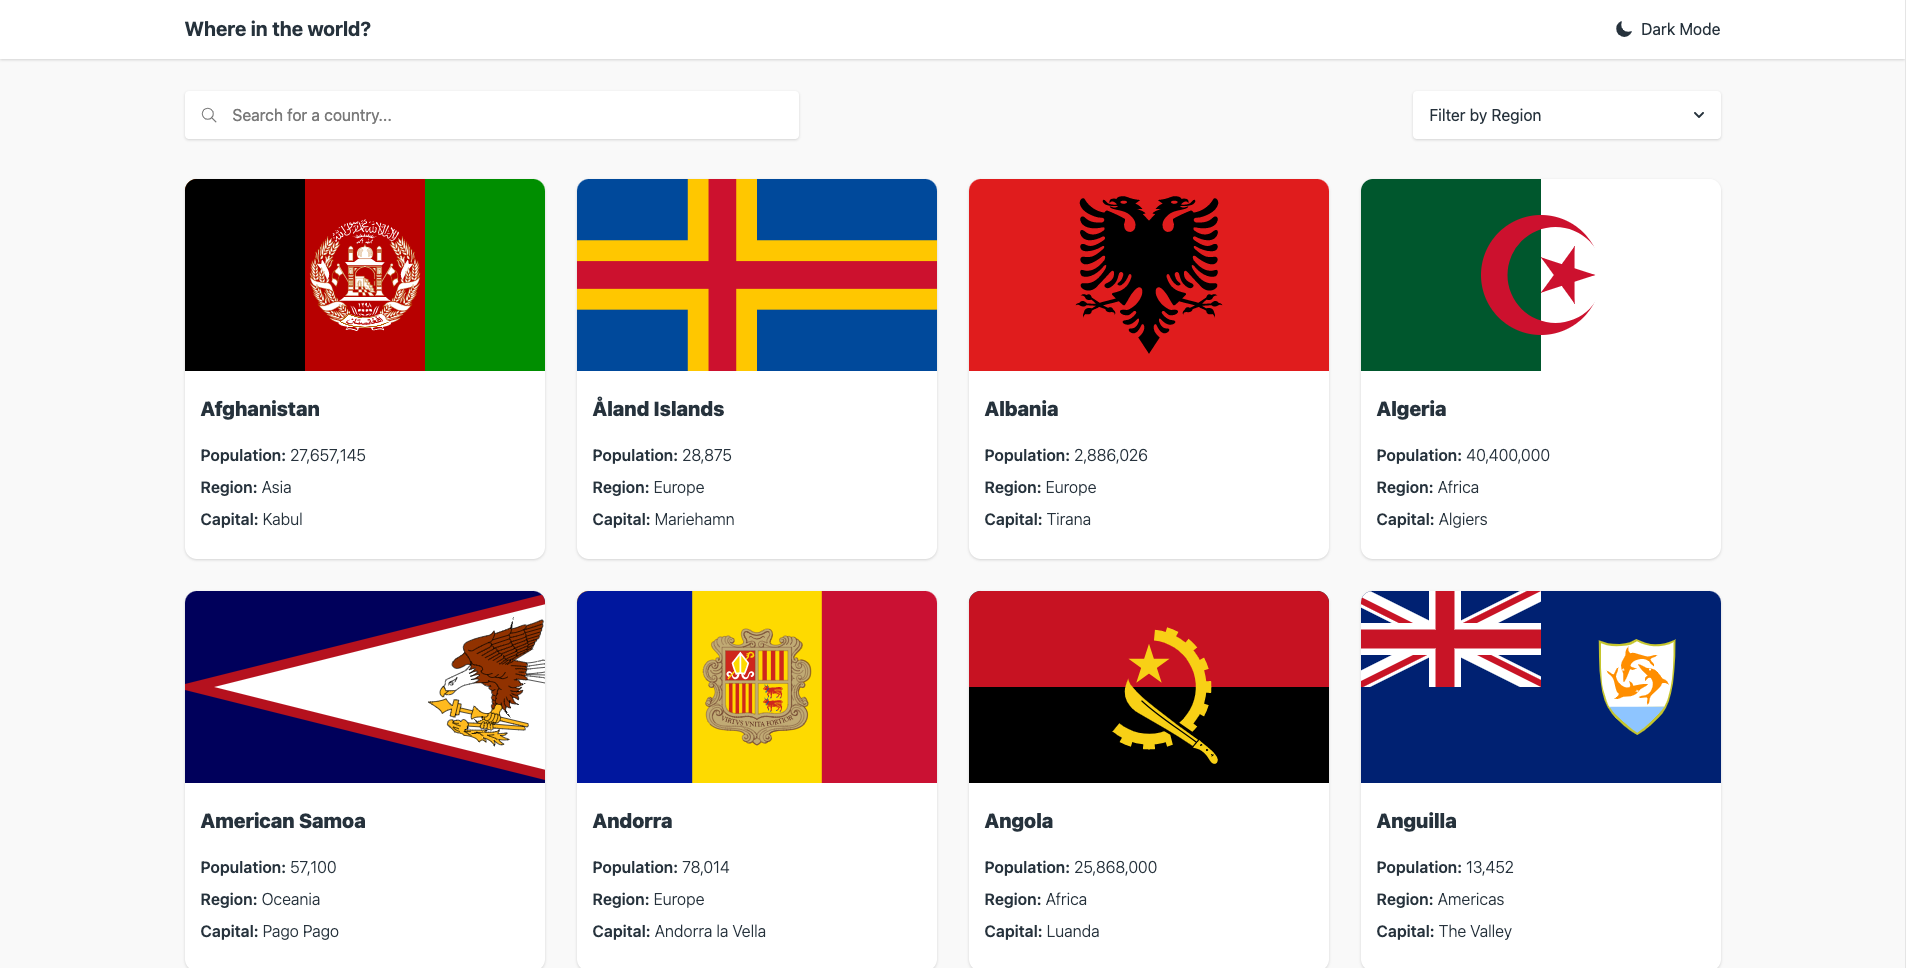 Where in the world?
Dark Mode
Search for a country...
Filter by Region
Afghanistan
Population: 27,657,145
Region: Asia
Capital: Kabul
Åland Islands
Population: 28,875
Region: Europe
Capital: Mariehamn
Albania
Population: 2,886,026
Region: Europe
Capital: Tirana
Algeria
Population: 40,400,000
Region: Africa
Capital: Algiers
American Samoa
Population: 57,100
Region: Oceania
Capital: Pago Pago
VIRTVS VNITA FORTIOR
Andorra
Population: 78,014
Region: Europe
Capital: Andorra la Vella
Angola
Population: 25,868,000
Region: Africa
Capital: Luanda
Anguilla
Population: 13,452
Region: Americas
Capital: The Valley